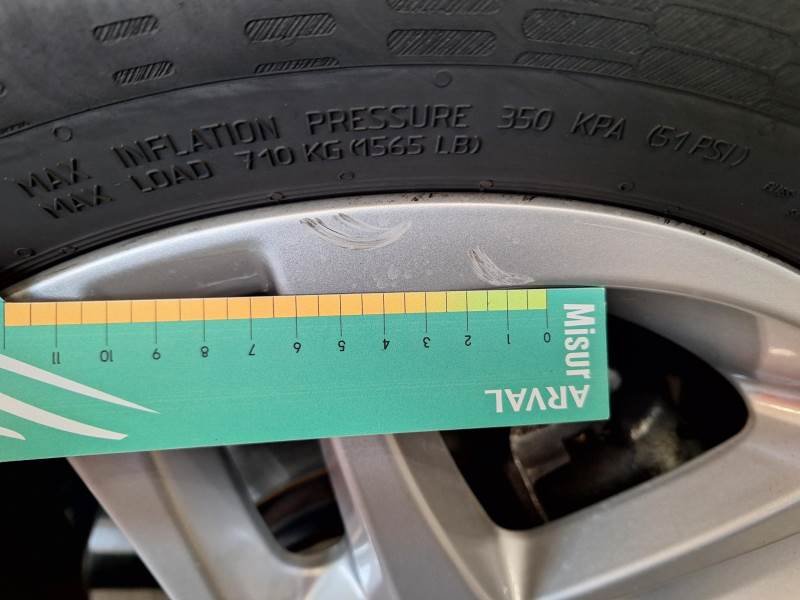 MAX INFLATION PRESSURE 350 KPA (51 PSI)
MAX LOAD 710 KG (1565 LB)
11 10 9 8 7 6 5 4 3 2 1 0
Misur
ARVAL